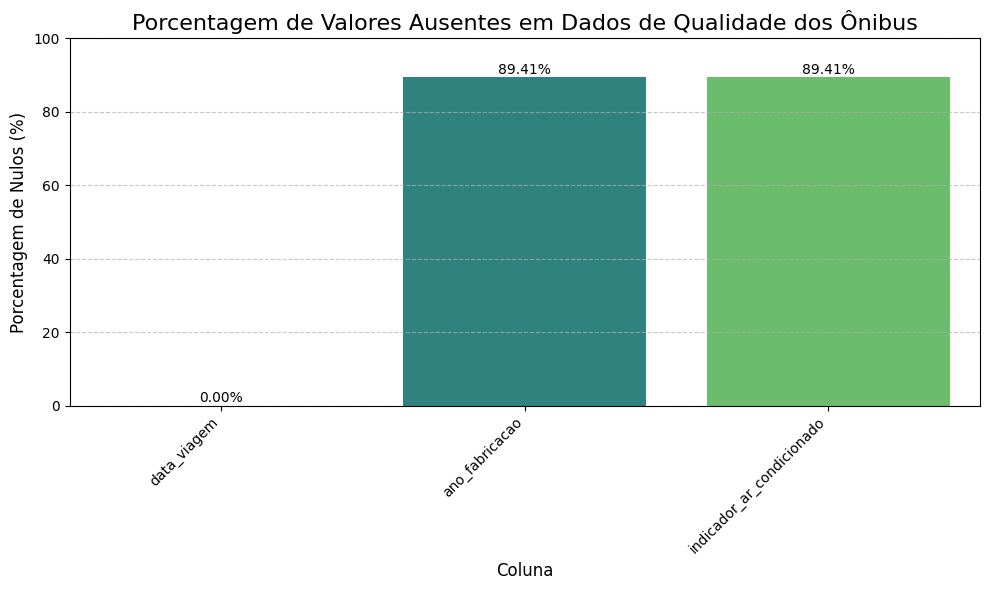 Porcentagem de Valores Ausentes em Dados de Qualidade dos Ônibus
Porcentagem de Nulos (%)
100
80
60
40
20
0
0.00%
89.41%
89.41%
data_viagem
ano_fabricacao
indicador_ar_condicionado
Coluna